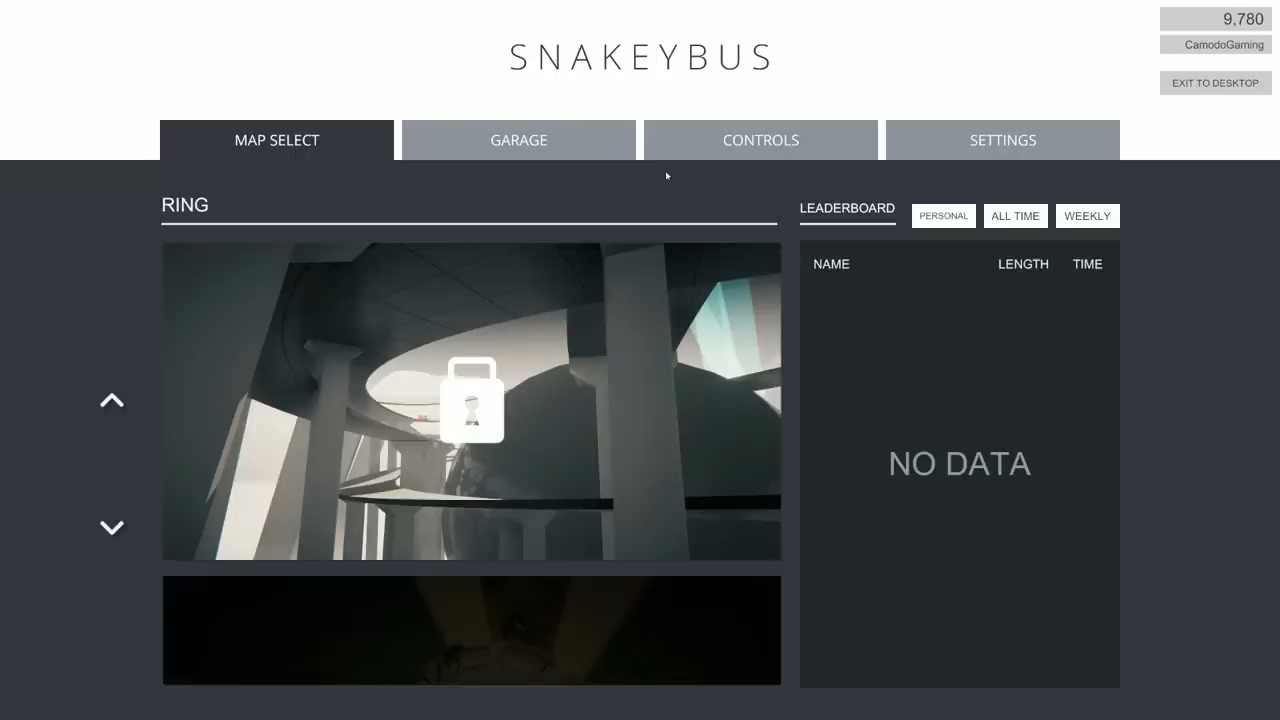 9,780
SNAKEYBUS
CamodoGaming
EXIT TO DESKTOP
MAP SELECT
GARAGE
CONTROLS
SETTINGS
RING
LEADERBOARD
PERSONAL
ALL TIME
WEEKLY
NAME
LENGTH
TIME
NO DATA